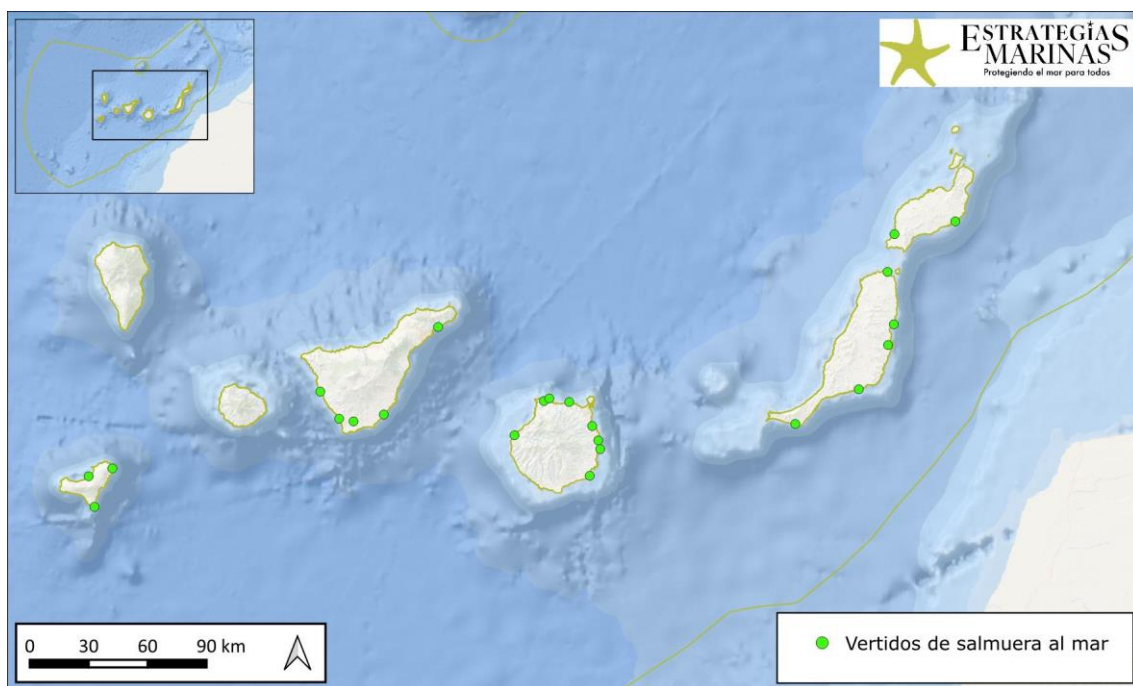 ESTRATEGIAS
MARINAS
Protegiendo el mar para todos
0 30 60 90 km
Vertidos de salmuera al mar